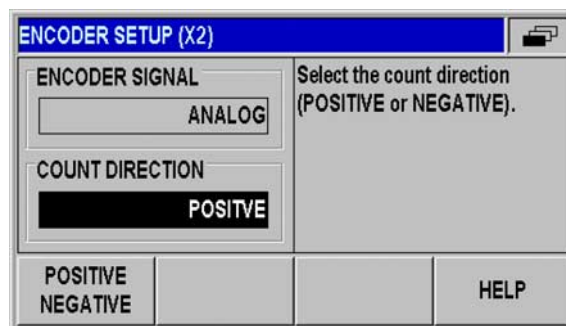 ENCODER SETUP (X2)
ENCODER SIGNAL
ANALOG
COUNT DIRECTION
POSITVE
Select the count direction
(POSITIVE or NEGATIVE).
POSITIVE
NEGATIVE
HELP